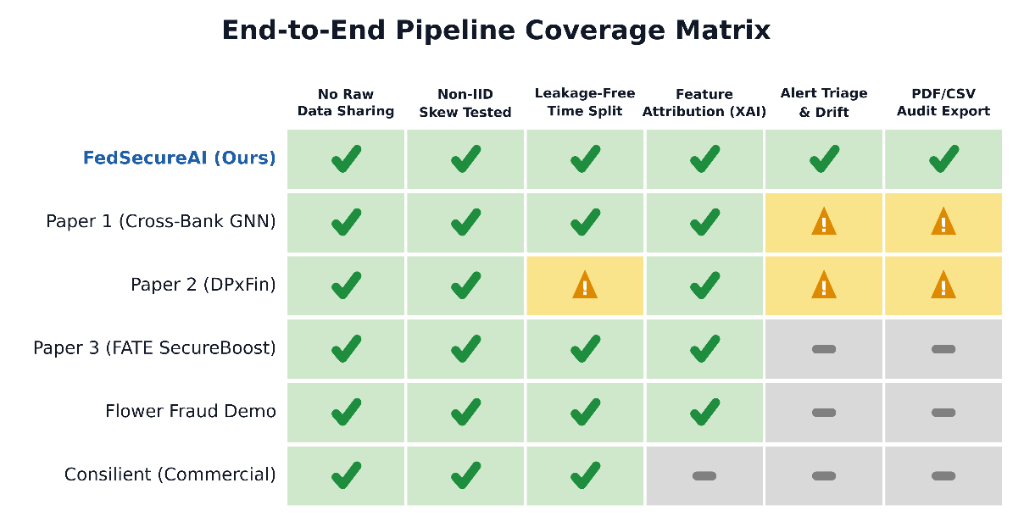 End-to-End Pipeline Coverage Matrix
No Raw
Data Sharing
Non-IID
Skew Tested
Leakage-Free
Time Split
Feature
Attribution (XAI)
Alert Triage
& Drift
PDF/CSV
Audit Export
FedSecureAI (Ours)
Paper 1 (Cross-Bank GNN)
Paper 2 (DPxFin)
Paper 3 (FATE SecureBoost)
Flower Fraud Demo
Consilient (Commercial)